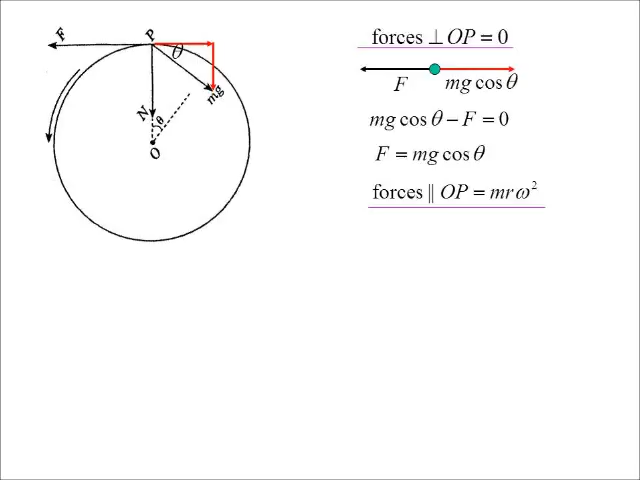 F
P
θ
mg
N
θ
O
forces ⊥ OP = 0
F mg cos θ
mg cos θ − F = 0
F = mg cos θ
forces || OP = mrω²